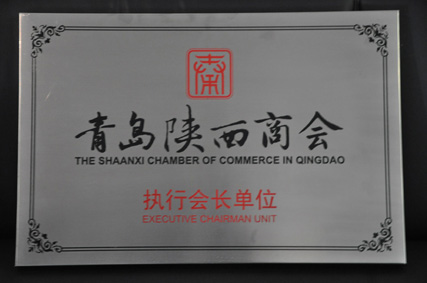 秦
青岛陕西商会
THE SHAANXI CHAMBER OF COMMERCE IN QINGDAO
执行会长单位
EXECUTIVE CHAIRMAN UNIT